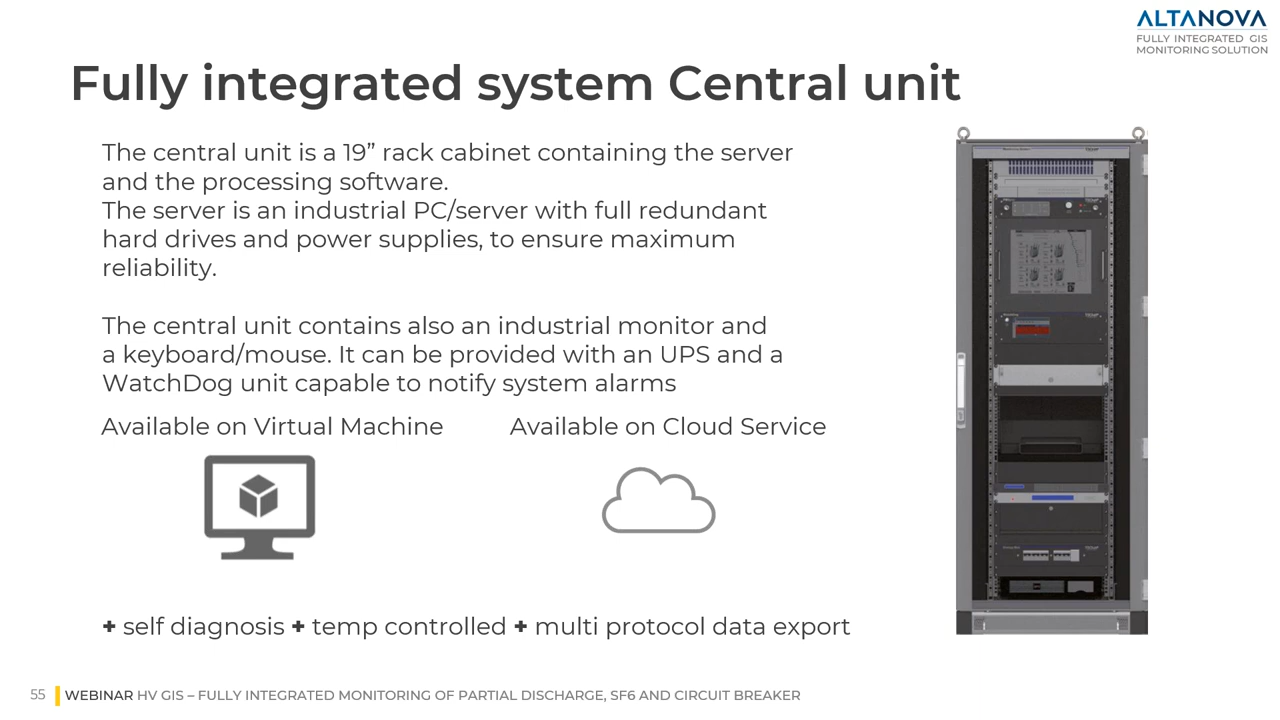 ALTANOVA
FULLY INTEGRATED GIS
MONITORING SOLUTION
Fully integrated system Central unit
The central unit is a 19” rack cabinet containing the server
and the processing software.
The server is an industrial PC/server with full redundant
hard drives and power supplies, to ensure maximum
reliability.
The central unit contains also an industrial monitor and
a keyboard/mouse. It can be provided with an UPS and a
WatchDog unit capable to notify system alarms
Available on Virtual Machine
Available on Cloud Service
+ self diagnosis + temp controlled + multi protocol data export
55
WEBINAR HV GIS – FULLY INTEGRATED MONITORING OF PARTIAL DISCHARGE, SF6 AND CIRCUIT BREAKER